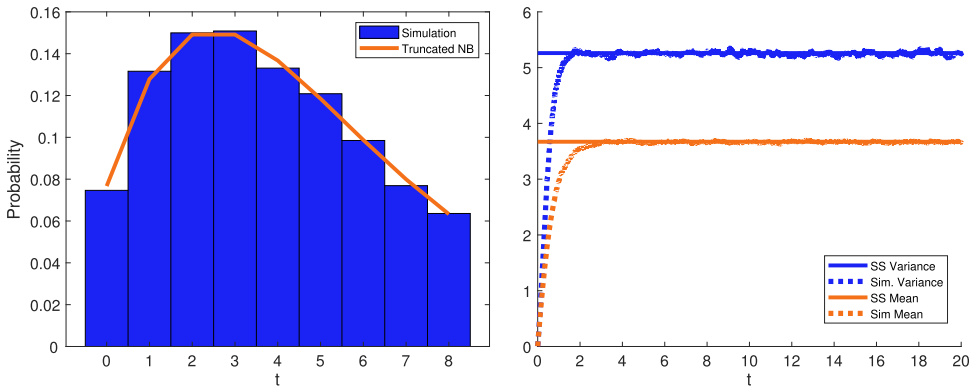 0.16
0.14
0.12
0.1
0.08
0.06
0.04
0.02
0
Probability
0 1 2 3 4 5 6 7 8
t
Simulation
Truncated NB
6
5
4
3
2
1
0
0 2 4 6 8 10 12 14 16 18 20
t
SS Variance
Sim. Variance
SS Mean
Sim Mean